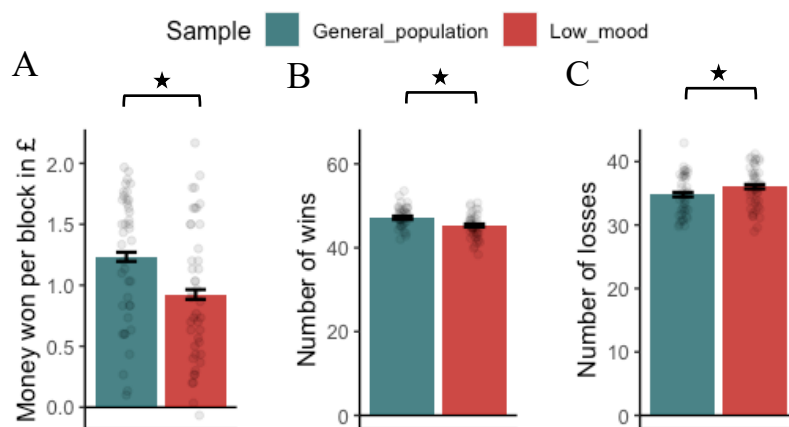 Sample General_population Low_mood
A
★
Money won per block in £
2.0
1.5
1.0
0.5
0.0
B
★
Number of wins
60
40
20
0
C
★
Number of losses
40
30
20
10
0